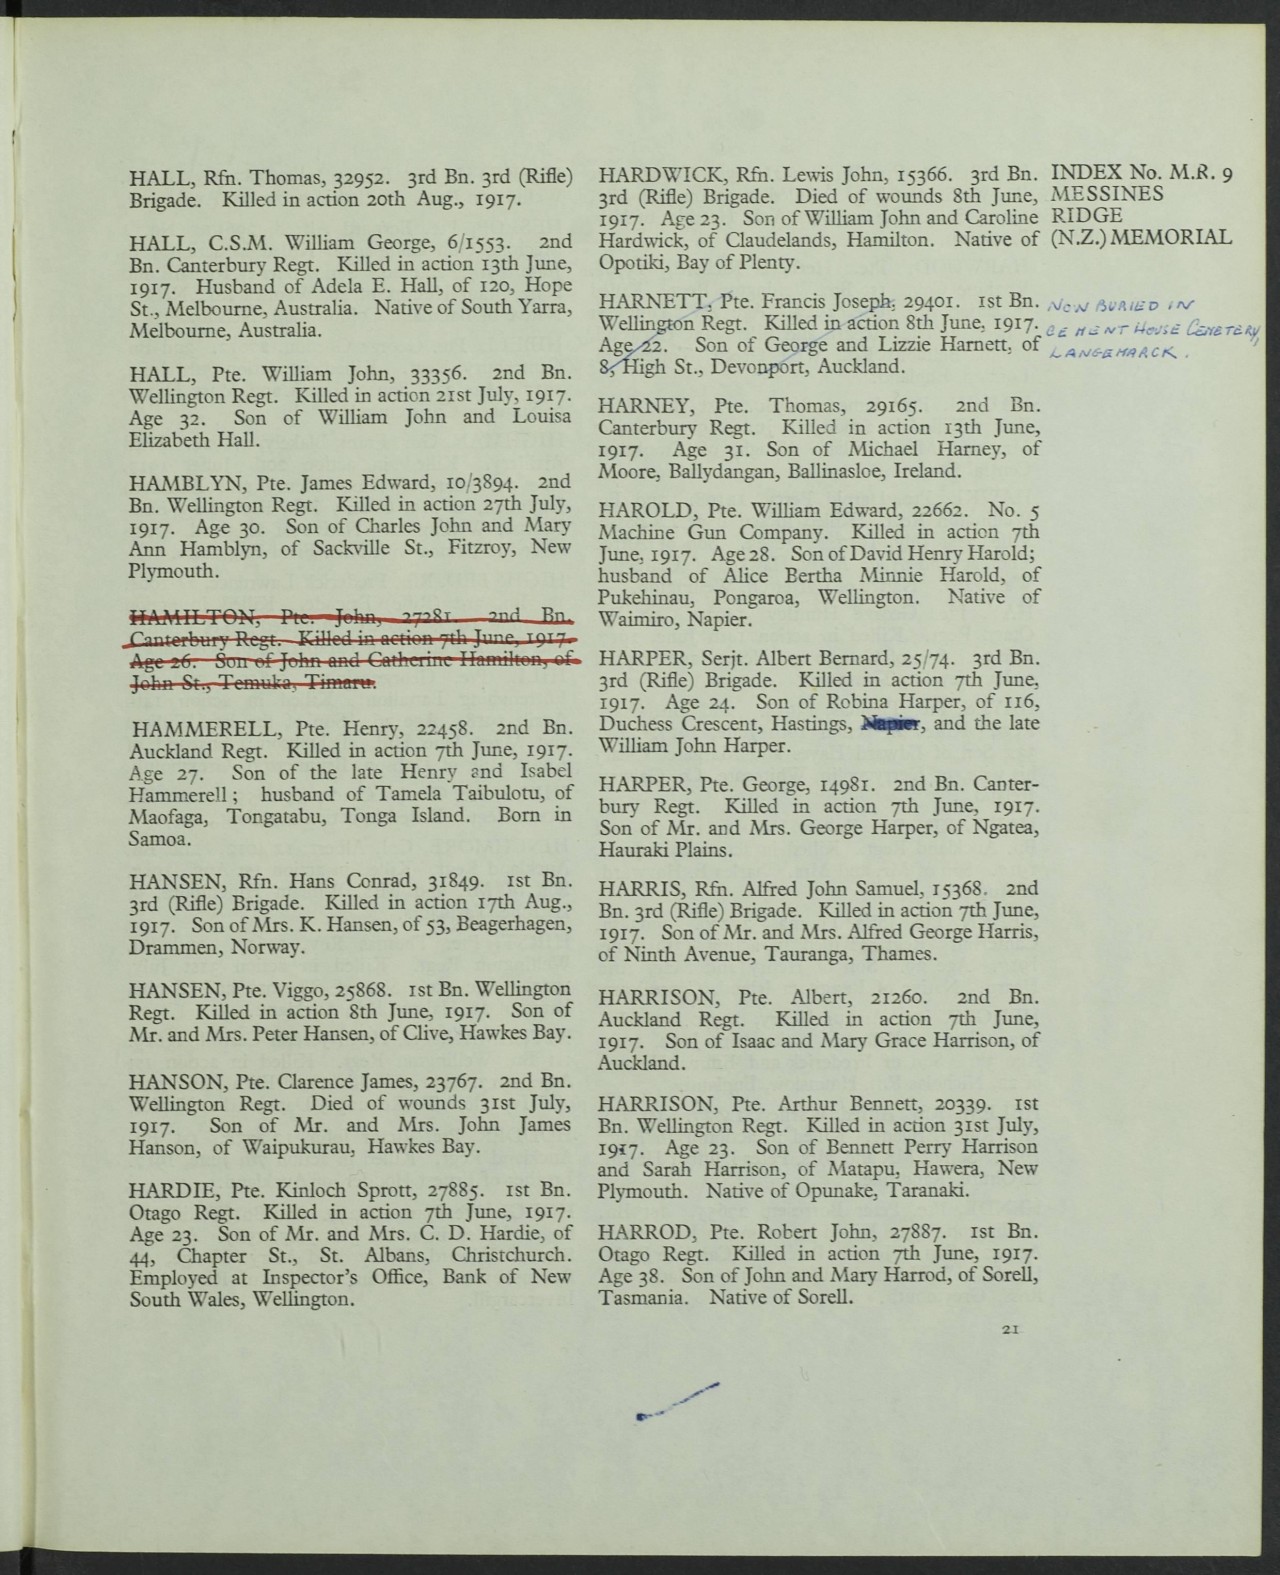 HALL, Rfn. Thomas, 32952. 3rd Bn. 3rd (Rifle)
Brigade. Killed in action 20th Aug., 1917.
HALL, C.S.M. William George, 6/1553. 2nd
Bn. Canterbury Regt. Killed in action 13th June,
1917. Husband of Adela E. Hall, of 120, Hope
St., Melbourne, Australia. Native of South Yarra,
Melbourne, Australia.
HALL, Pte. William John, 33356. 2nd Bn.
Wellington Regt. Killed in action 21st July, 1917.
Age 32. Son of William John and Louisa
Elizabeth Hall.
HAMBLYN, Pte. James Edward, 10/3894. 2nd
Bn. Wellington Regt. Killed in action 27th July,
1917. Age 30. Son of Charles John and Mary
Ann Hamblyn, of Sackville St., Fitzroy, New
Plymouth.
HAMILTON, Pte. John, 27281. 2nd Bn.
Canterbury Regt. Killed in action 7th June, 1917.
Age 26. Son of John and Catherine Hamilton, of
John St., Temuka, Timaru.
HAMMERELL, Pte. Henry, 22458. 2nd Bn.
Auckland Regt. Killed in action 7th June, 1917.
Age 27. Son of the late Henry and Isabel
Hammerell; husband of Tamela Taibulotu, of
Maofaga, Tongatabu, Tonga Island. Born in
Samoa.
HANSEN, Rfn. Hans Conrad, 31849. 1st Bn.
3rd (Rifle) Brigade. Killed in action 17th Aug.,
1917. Son of Mrs. K. Hansen, of 53, Beagerhagen,
Drammen, Norway.
HANSEN, Pte. Viggo, 25868. 1st Bn. Wellington
Regt. Killed in action 8th June, 1917. Son of
Mr. and Mrs. Peter Hansen, of Clive, Hawkes Bay.
HANSON, Pte. Clarence James, 23767. 2nd Bn.
Wellington Regt. Died of wounds 31st July,
1917. Son of Mr. and Mrs. John James
Hanson, of Waipukurau, Hawkes Bay.
HARDIE, Pte. Kinloch Sprott, 27885. 1st Bn.
Otago Regt. Killed in action 7th June, 1917.
Age 23. Son of Mr. and Mrs. C. D. Hardie, of
44, Chapter St., St. Albans, Christchurch.
Employed at Inspector's Office, Bank of New
South Wales, Wellington.
HARDWICK, Rfn. Lewis John, 15366. 3rd Bn.
3rd (Rifle) Brigade. Died of wounds 8th June,
1917. Age 23. Son of William John and Caroline
Hardwick, of Claudelands, Hamilton. Native of
Opotiki, Bay of Plenty.
HARNETT, Pte. Francis Joseph, 29401. 1st Bn.
Wellington Regt. Killed in action 8th June, 1917.
Age 22. Son of George and Lizzie Harnett, of
8, High St., Devonport, Auckland.
HARNEY, Pte. Thomas, 29165. 2nd Bn.
Canterbury Regt. Killed in action 13th June,
1917. Age 31. Son of Michael Harney, of
Moore, Ballydangan, Ballinasloe, Ireland.
HAROLD, Pte. William Edward, 22662. No. 5
Machine Gun Company. Killed in action 7th
June, 1917. Age 28. Son of David Henry Harold;
husband of Alice Bertha Minnie Harold, of
Pukehinau, Pongaroa, Wellington. Native of
Waimiro, Napier.
HARPER, Serjt. Albert Bernard, 25/74. 3rd Bn.
3rd (Rifle) Brigade. Killed in action 7th June,
1917. Age 24. Son of Robina Harper, of 116,
Duchess Crescent, Hastings, Napier, and the late
William John Harper.
HARPER, Pte. George, 14981. 2nd Bn. Canter-
bury Regt. Killed in action 7th June, 1917.
Son of Mr. and Mrs. George Harper, of Ngatea,
Hauraki Plains.
HARRIS, Rfn. Alfred John Samuel, 15368. 2nd
Bn. 3rd (Rifle) Brigade. Killed in action 7th June,
1917. Son of Mr. and Mrs. Alfred George Harris,
of Ninth Avenue, Tauranga, Thames.
HARRISON, Pte. Albert, 21260. 2nd Bn.
Auckland Regt. Killed in action 7th June,
1917. Son of Isaac and Mary Grace Harrison, of
Auckland.
HARRISON, Pte. Arthur Bennett, 20339. 1st
Bn. Wellington Regt. Killed in action 31st July,
1917. Age 23. Son of Bennett Perry Harrison
and Sarah Harrison, of Matapu, Hawera, New
Plymouth. Native of Opunake, Taranaki.
HARROD, Pte. Robert John, 27887. 1st Bn.
Otago Regt. Killed in action 7th June, 1917.
Age 38. Son of John and Mary Harrod, of Sorell,
Tasmania. Native of Sorell.
INDEX No. M.R. 9
MESSINES
RIDGE
(N.Z.) MEMORIAL
NOW BURIED IN
CEMENT HOUSE CEMETERY,
LANGEMARCK.
21